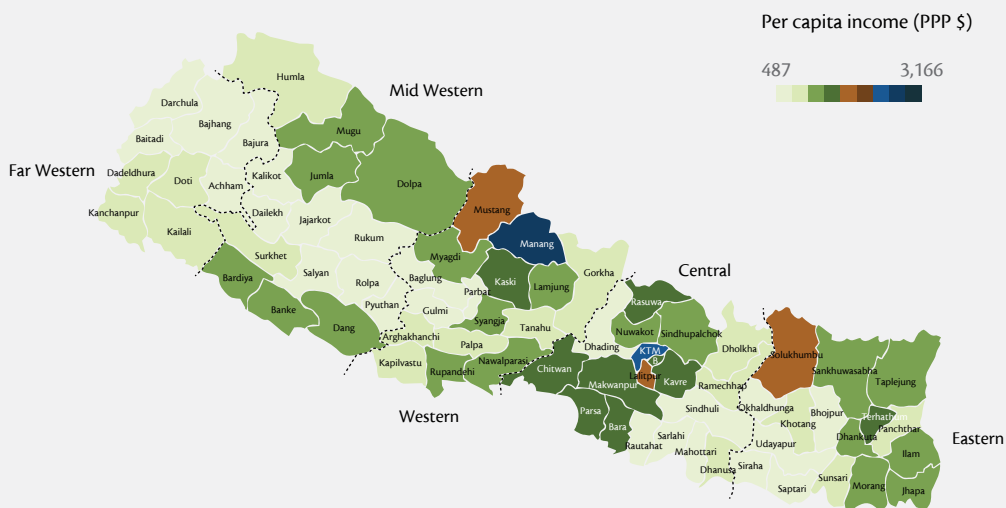 Per capita income (PPP $)
487 3,166
Humla
Mid Western
Darchula
Bajhang
Mugu
Baitadi
Bajura
Far Western
Dadeldhura
Doti
Kalikot
Jumla
Achham
Dolpa
Kanchanpur
Dailekh
Jajarkot
Mustang
Kailali
Rukum
Manang
Surkhet
Myagdi
Gorkha
Central
Salyan
Bardiya
Rolpa
Baglung
Kaski
Lamjung
Parbat
Rasuwa
Banke
Pyuthan
Gulmi
Syangja
Tanahu
Nuwakot
Sindhupalchok
Dang
Arghakhanchi
Palpa
Dhading
KTM
Dholkha
Solukhumbu
B
Kapilvastu
Rupandehi
Nawalparasi
Chitwan
Lalitpur
Kavre
Sankhuwasabha
Taplejung
Makwanpur
Ramechhap
Western
Parsa
Bara
Sindhuli
Okhaldhunga
Khotang
Bhojpur
Terhathum
Panchthar
Rautahat
Sarlahi
Mahottari
Udayapur
Dhankuta
Eastern
Ilam
Dhanusa
Siraha
Saptari
Sunsari
Morang
Jhapa